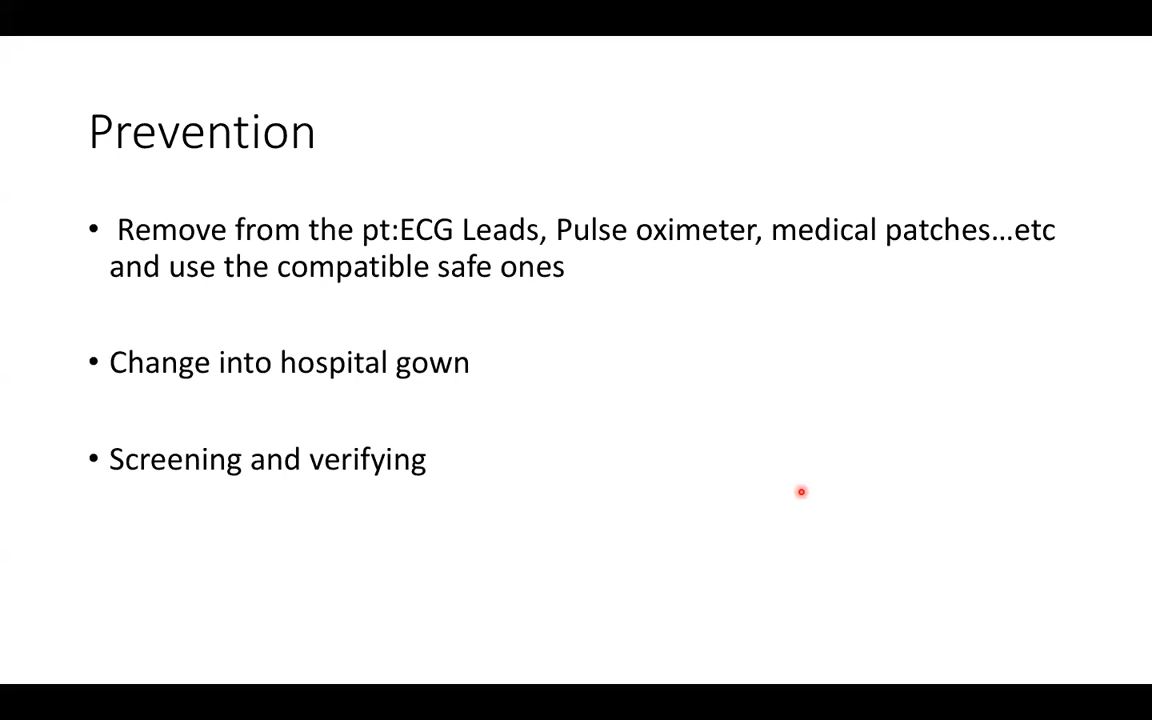 Prevention
• Remove from the pt:ECG Leads, Pulse oximeter, medical patches...etc
and use the compatible safe ones
• Change into hospital gown
• Screening and verifying